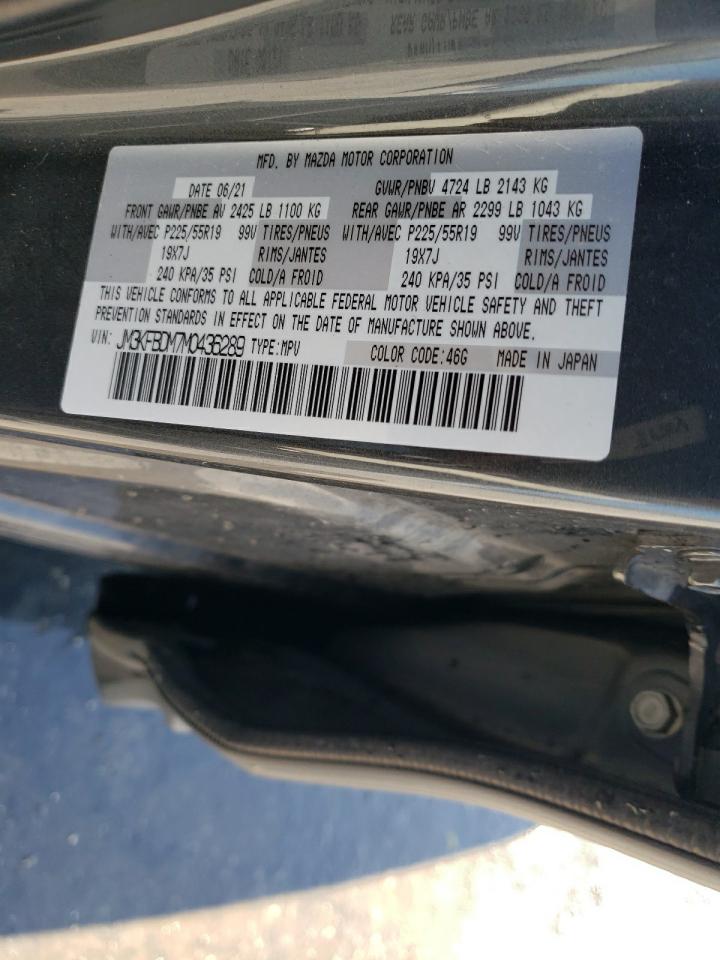 MFD. BY MAZDA MOTOR CORPORATION
DATE 06/21 GVWR/PNBV 4724 LB 2143 KG
FRONT GAWR/PNBE AV 2425 LB 1100 KG REAR GAWR/PNBE AR 2299 LB 1043 KG
WITH/AVEC P225/55R19 99V TIRES/PNEUS WITH/AVEC P225/55R19 99V TIRES/PNEUS
19X7J RIMS/JANTES 19X7J RIMS/JANTES
240 KPA/35 PSI COLD/A FROID 240 KPA/35 PSI COLD/A FROID
THIS VEHICLE CONFORMS TO ALL APPLICABLE FEDERAL MOTOR VEHICLE SAFETY AND THEFT
PREVENTION STANDARDS IN EFFECT ON THE DATE OF MANUFACTURE SHOWN ABOVE.
VIN: JM3KFBDM7M0436289 TYPE:MPV COLOR CODE:46G MADE IN JAPAN